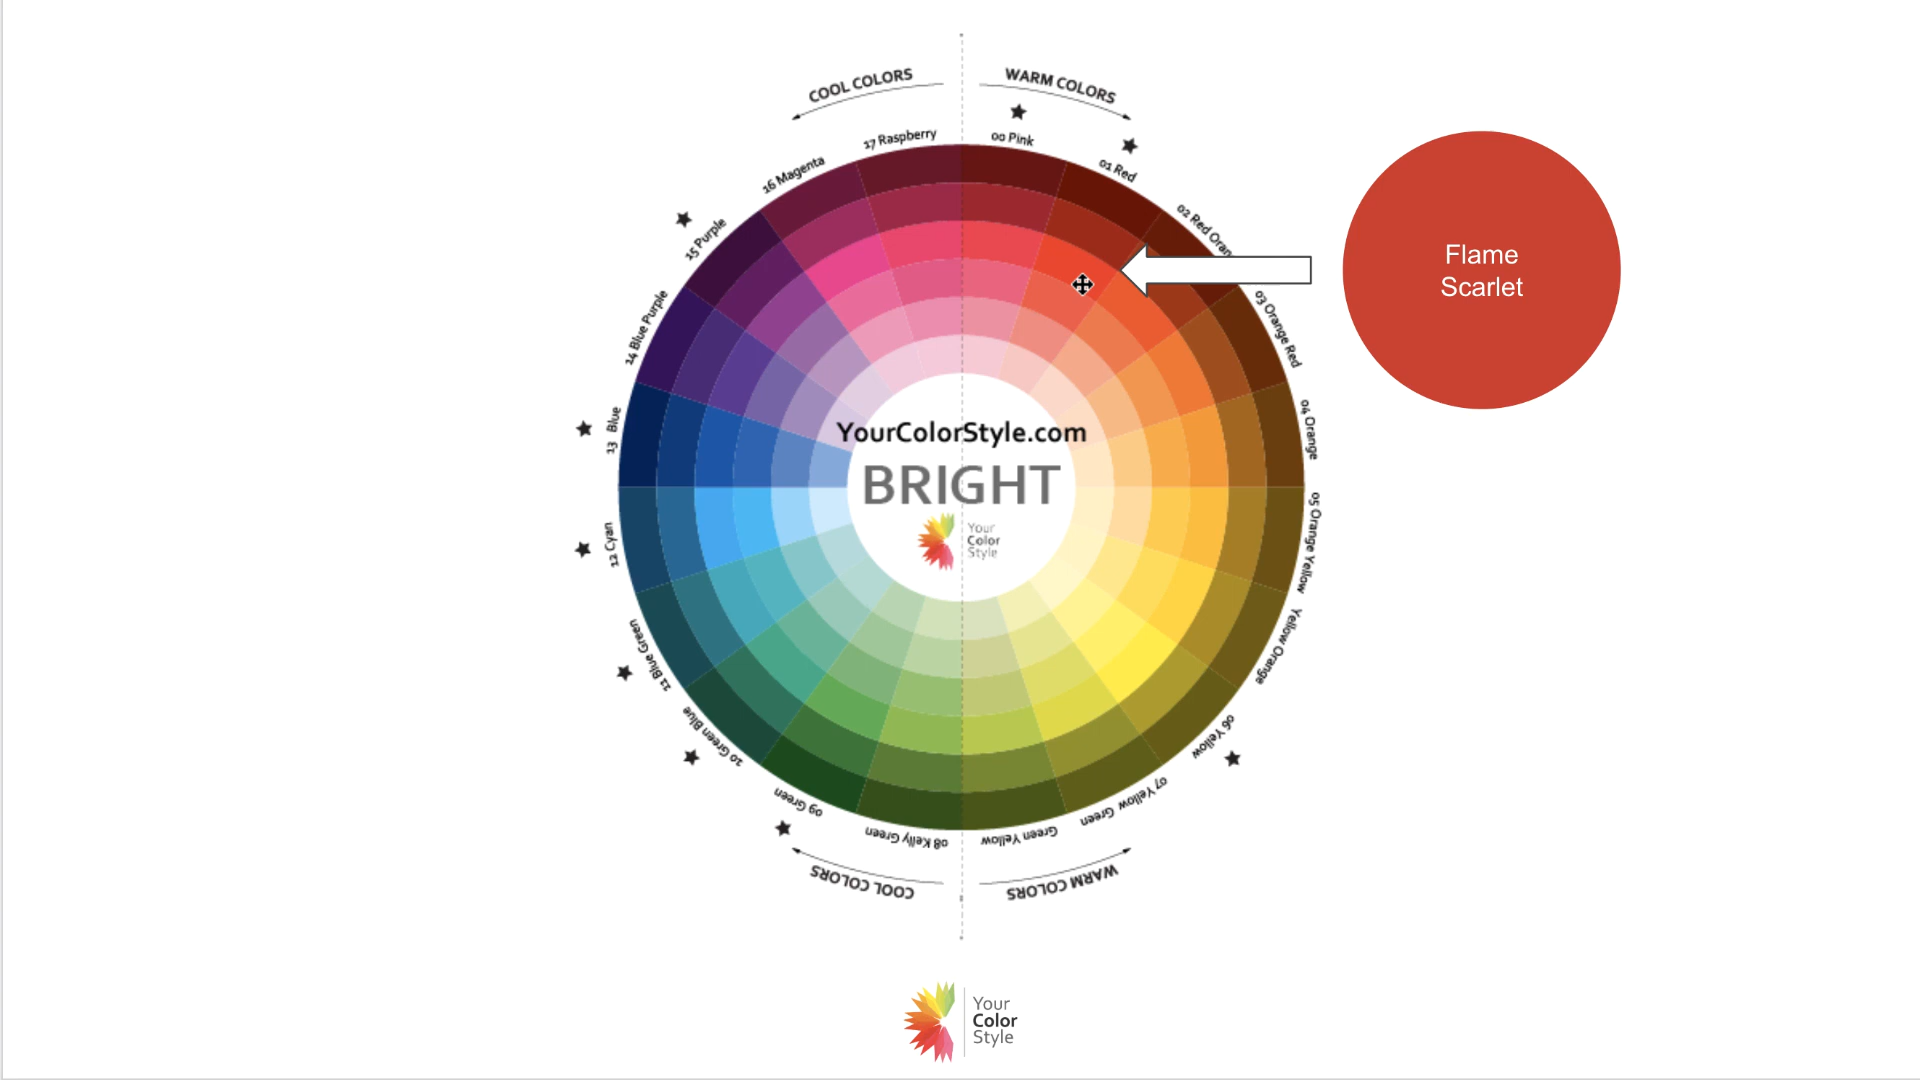 COOL COLORS
WARM COLORS
17 Raspberry
00 Pink
16 Magenta
01 Red
15 Purple
02 Red Oran
14 Blue Purple
03 Orange Red
13 Blue
04 Orange
12 Cyan
05 Orange Yellow
11 Blue Green
Yellow Orange
10 Green Blue
06 Yellow
09 Green
07 Yellow Green
08 Kelly Green
Green Yellow
COOL COLORS
WARM COLORS
YourColorStyle.com
BRIGHT
Your
Color
Style
Flame
Scarlet
Your
Color
Style